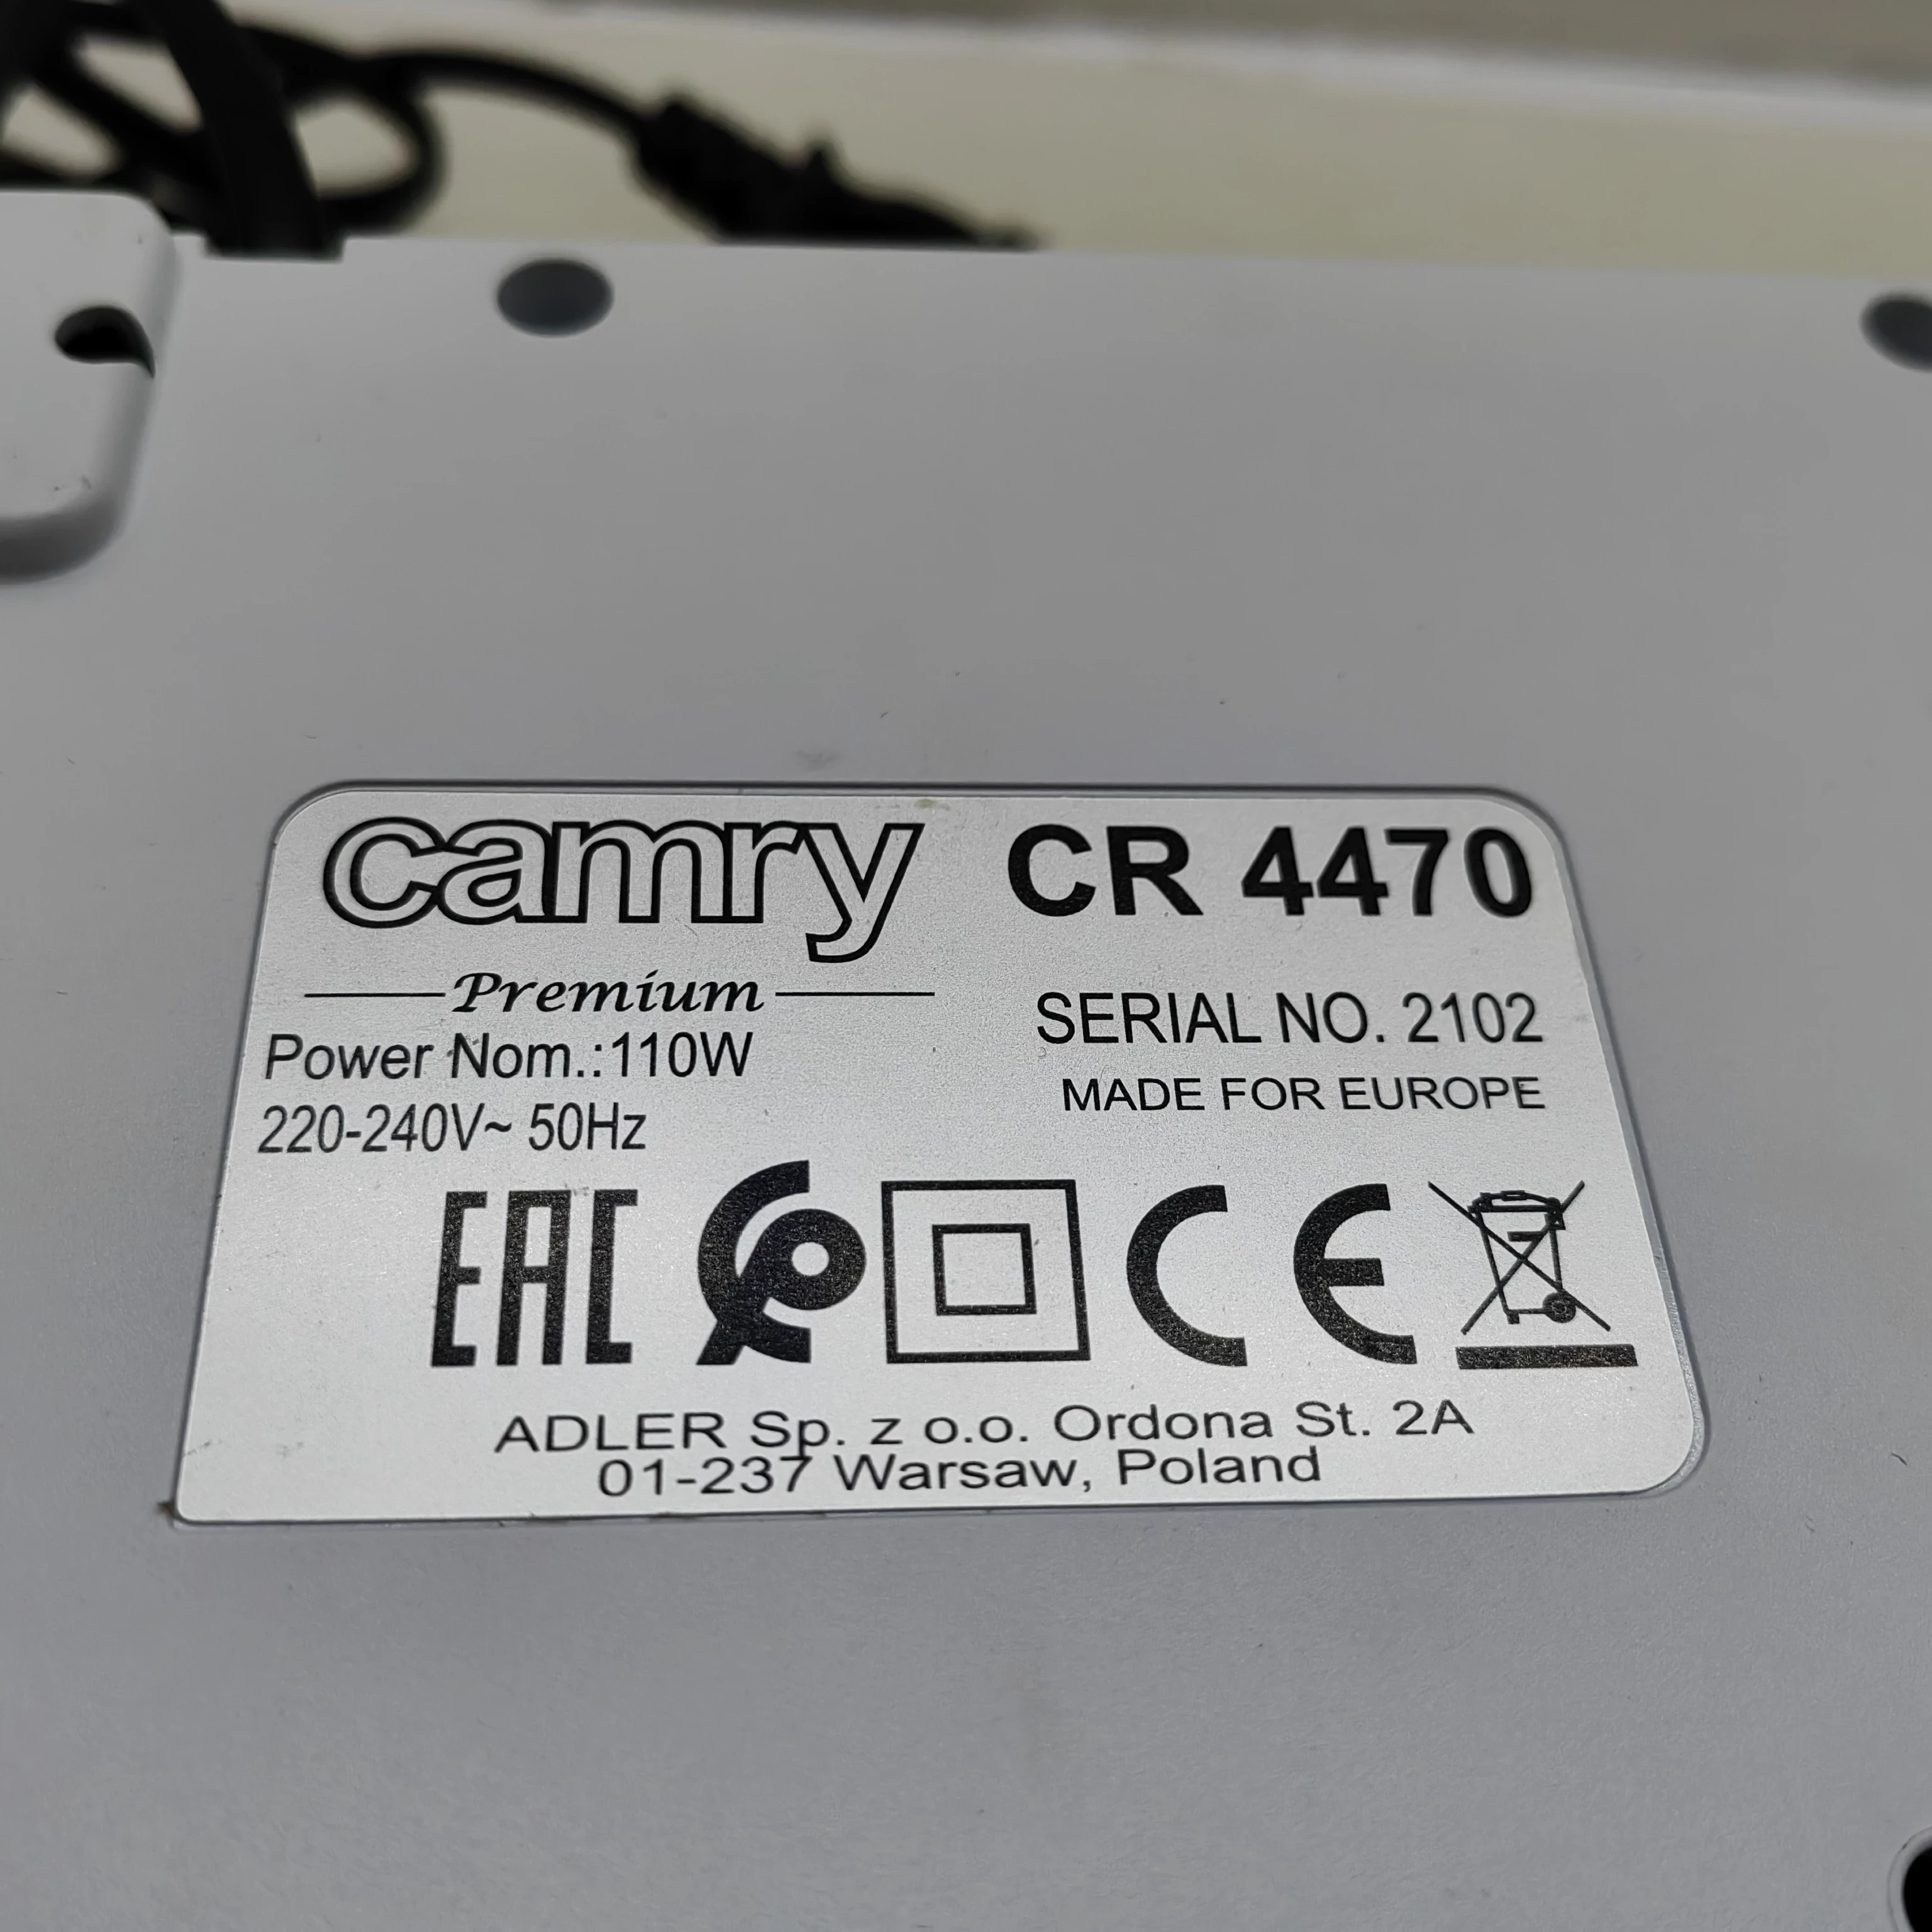 camry CR 4470
Premium
SERIAL NO. 2102
Power Nom.:110W
MADE FOR EUROPE
220-240V~ 50Hz
EAC
CE
ADLER Sp. z o.o. Ordona St. 2A
01-237 Warsaw, Poland